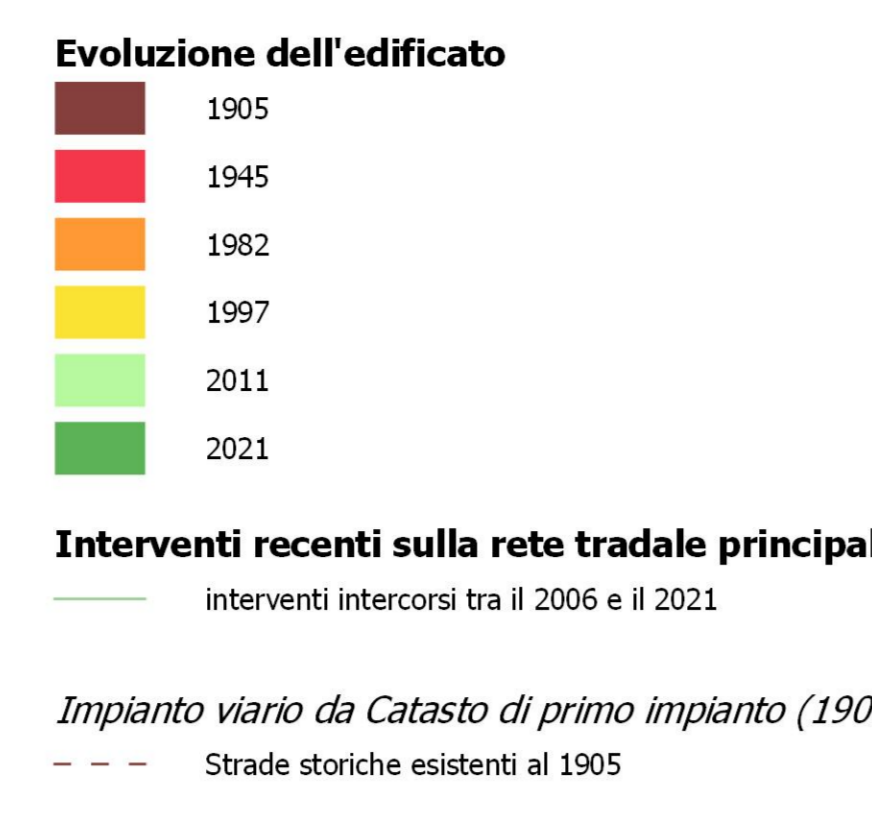 Evoluzione dell'edificato
1905
1945
1982
1997
2011
2021
Interventi recenti sulla rete tradale principal
interventi intercorsi tra il 2006 e il 2021
Impianto viario da Catasto di primo impianto (190
Strade storiche esistenti al 1905